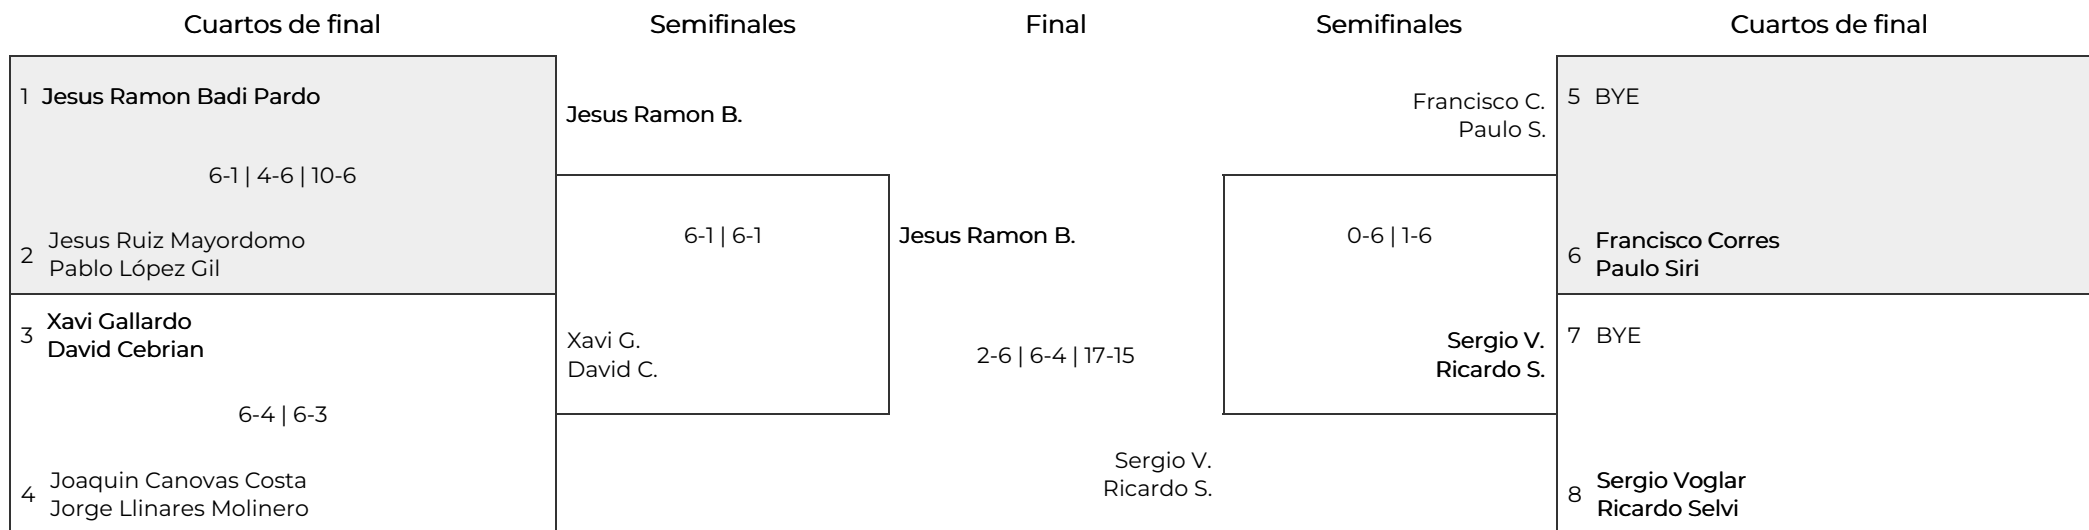 Cuartos de final
Semifinales
Final
Semifinales
Cuartos de final
1 Jesus Ramon Badi Pardo
6-1 | 4-6 | 10-6
2 Jesus Ruiz Mayordomo
Pablo López Gil
3 Xavi Gallardo
David Cebrian
6-4 | 6-3
4 Joaquin Canovas Costa
Jorge Llinares Molinero
Jesus Ramon B.
6-1 | 6-1
Xavi G.
David C.
Jesus Ramon B.
2-6 | 6-4 | 17-15
Sergio V.
Ricardo S.
Francisco C.
Paulo S.
0-6 | 1-6
Sergio V.
Ricardo S.
5 BYE
6 Francisco Corres
Paulo Siri
7 BYE
8 Sergio Voglar
Ricardo Selvi